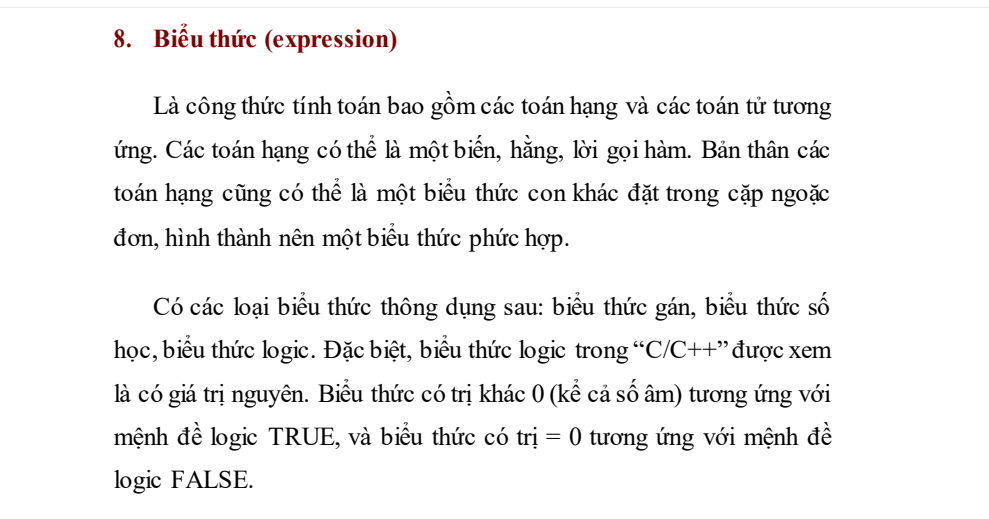 8. Biểu thức (expression)
Là công thức tính toán bao gồm các toán hạng và các toán tử tương
ứng. Các toán hạng có thể là một biến, hằng, lời gọi hàm. Bản thân các
toán hạng cũng có thể là một biểu thức con khác đặt trong cặp ngoặc
đơn, hình thành nên một biểu thức phức hợp.
Có các loại biểu thức thông dụng sau: biểu thức gán, biểu thức số
học, biểu thức logic. Đặc biệt, biểu thức logic trong “C/C++” được xem
là có giá trị nguyên. Biểu thức có trị khác 0 (kể cả số âm) tương ứng với
mệnh đề logic TRUE, và biểu thức có trị = 0 tương ứng với mệnh đề
logic FALSE.